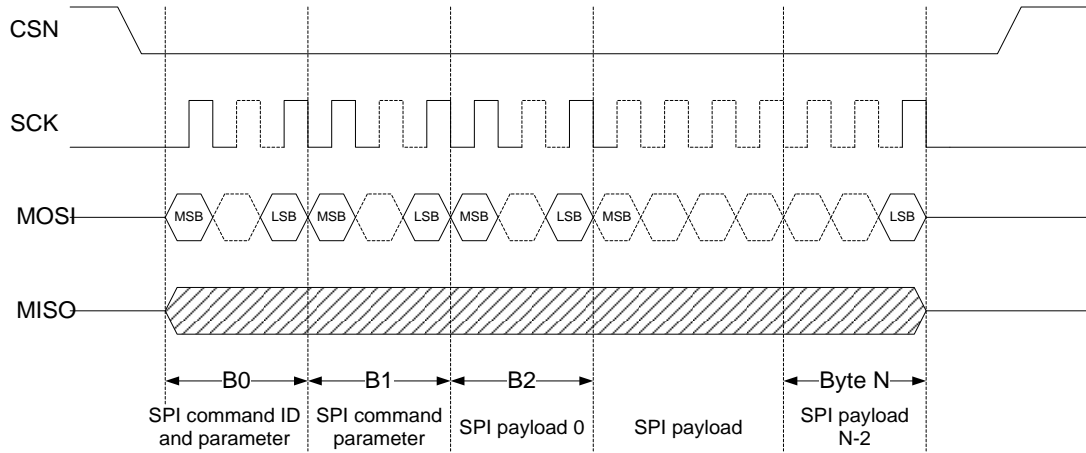 CSN
SCK
MOSI
MSB LSB MSB LSB MSB LSB MSB LSB
MISO
B0 B1 B2 Byte N
SPI command ID
and parameter
SPI command
parameter
SPI payload 0
SPI payload
SPI payload
N-2